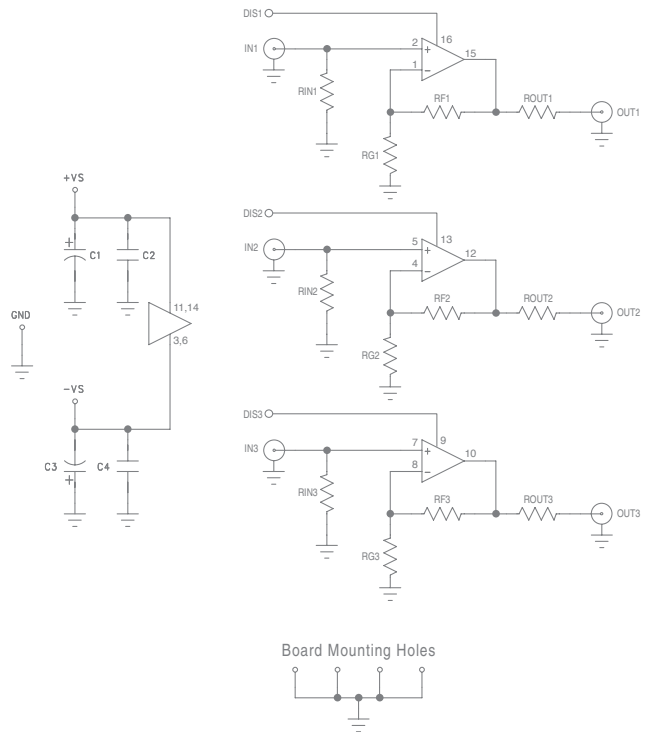 DIS1
IN1
2
+
16
15
1
−
RIN1
RF1
ROUT1
OUT1
RG1
+VS
+
C1
C2
11,14
3,6
GND
−VS
C3
+
C4
DIS2
IN2
5
+
13
12
4
−
RIN2
RF2
ROUT2
OUT2
RG2
DIS3
IN3
7
+
9
10
8
−
RIN3
RF3
ROUT3
OUT3
RG3
Board Mounting Holes